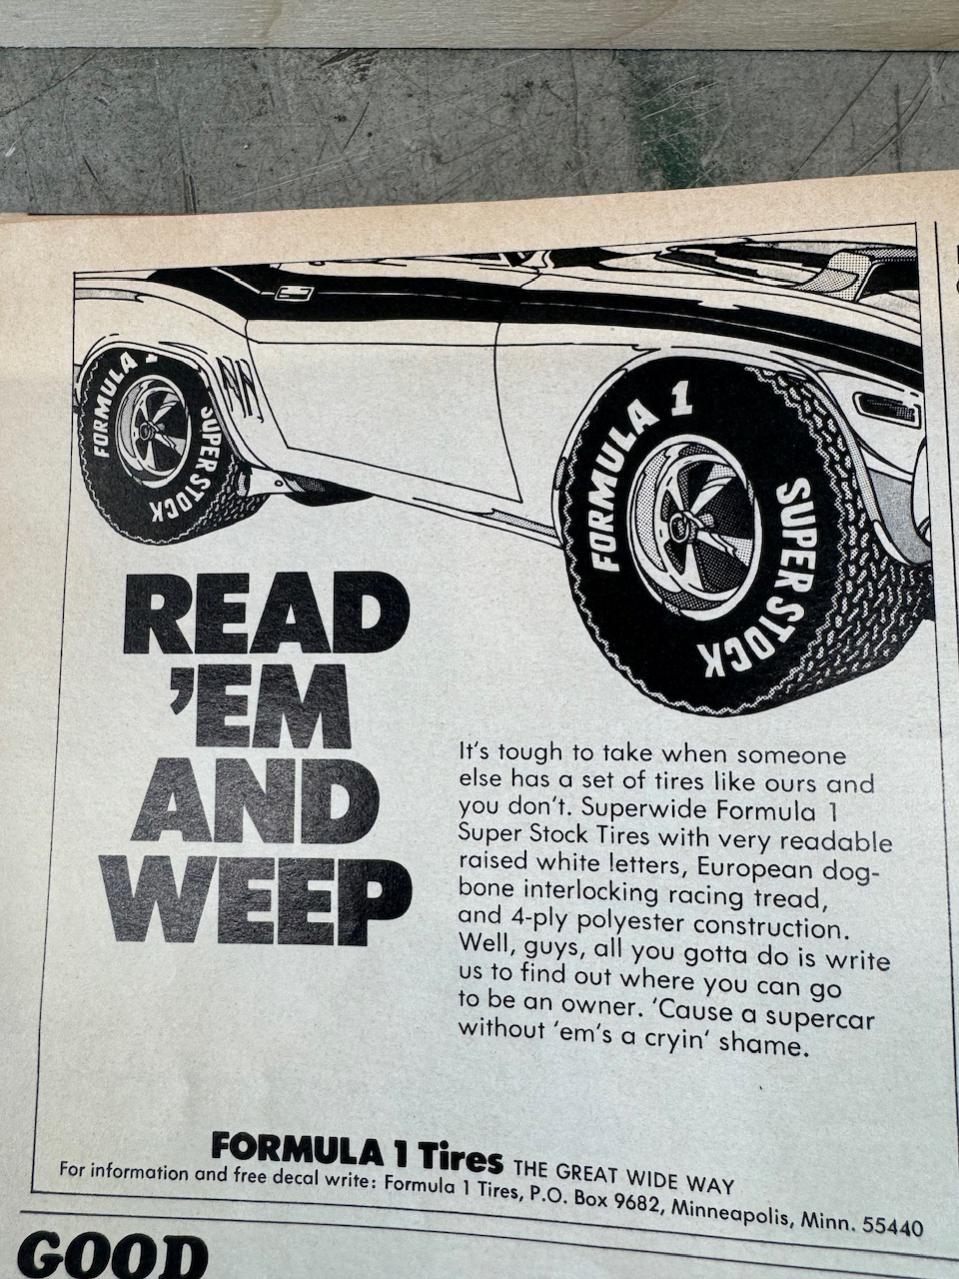 FORMULA 1
SUPER STOCK
FORMULA 1
SUPER STOCK
READ
'EM
AND
WEEP
It's tough to take when someone
else has a set of tires like ours and
you don't. Superwide Formula 1
Super Stock Tires with very readable
raised white letters, European dog-
bone interlocking racing tread,
and 4-ply polyester construction.
Well, guys, all you gotta do is write
us to find out where you can go
to be an owner. 'Cause a supercar
without 'em's a cryin' shame.
FORMULA 1 Tires THE GREAT WIDE WAY
For information and free decal write: Formula 1 Tires, P.O. Box 9682, Minneapolis, Minn. 55440
GOOD